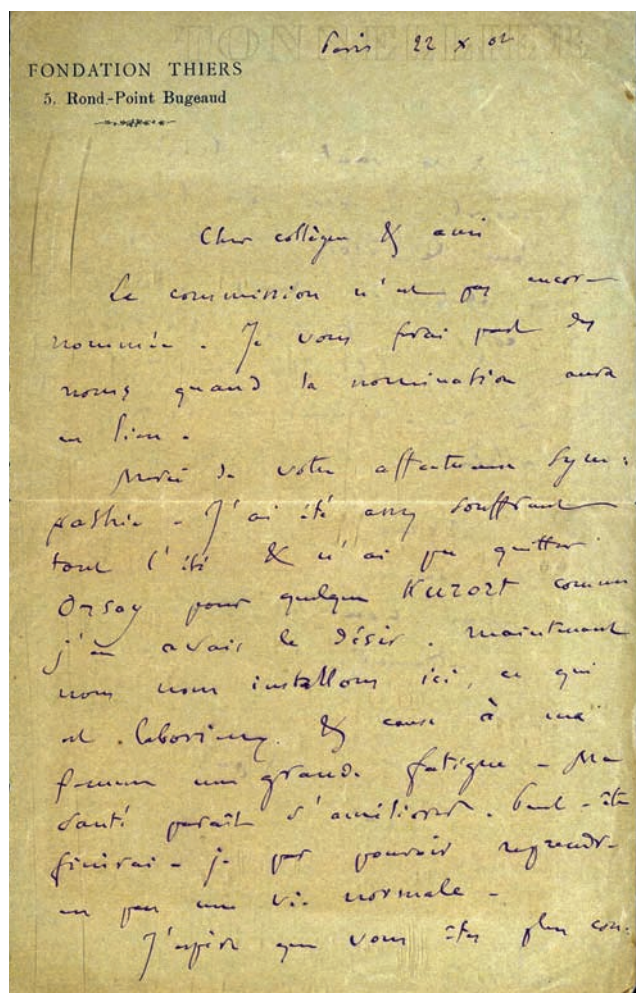 Paris 22 X 02
FONDATION THIERS
5. Rond-Point Bugeaud
Cher collègue & ami
La commission n'est pas encore
nommée. Je vous ferai part des
noms quand la nomination aura
eu lieu.
Merci de votre affectueuse sym-
pathie - J'ai été assez souffrant
tout l'été & n'ai pu quitter
Orsay pour quelque Kurort comme
j'en avais le désir. Maintenant
nous nous installons ici, ce qui
est laborieux & cause à ma
femme une grande fatigue - Ma
santé paraît s'améliorer. Peut-être
finirai-je par pouvoir reprendre
un peu une vie normale -
J'espère que vous êtes plus con-